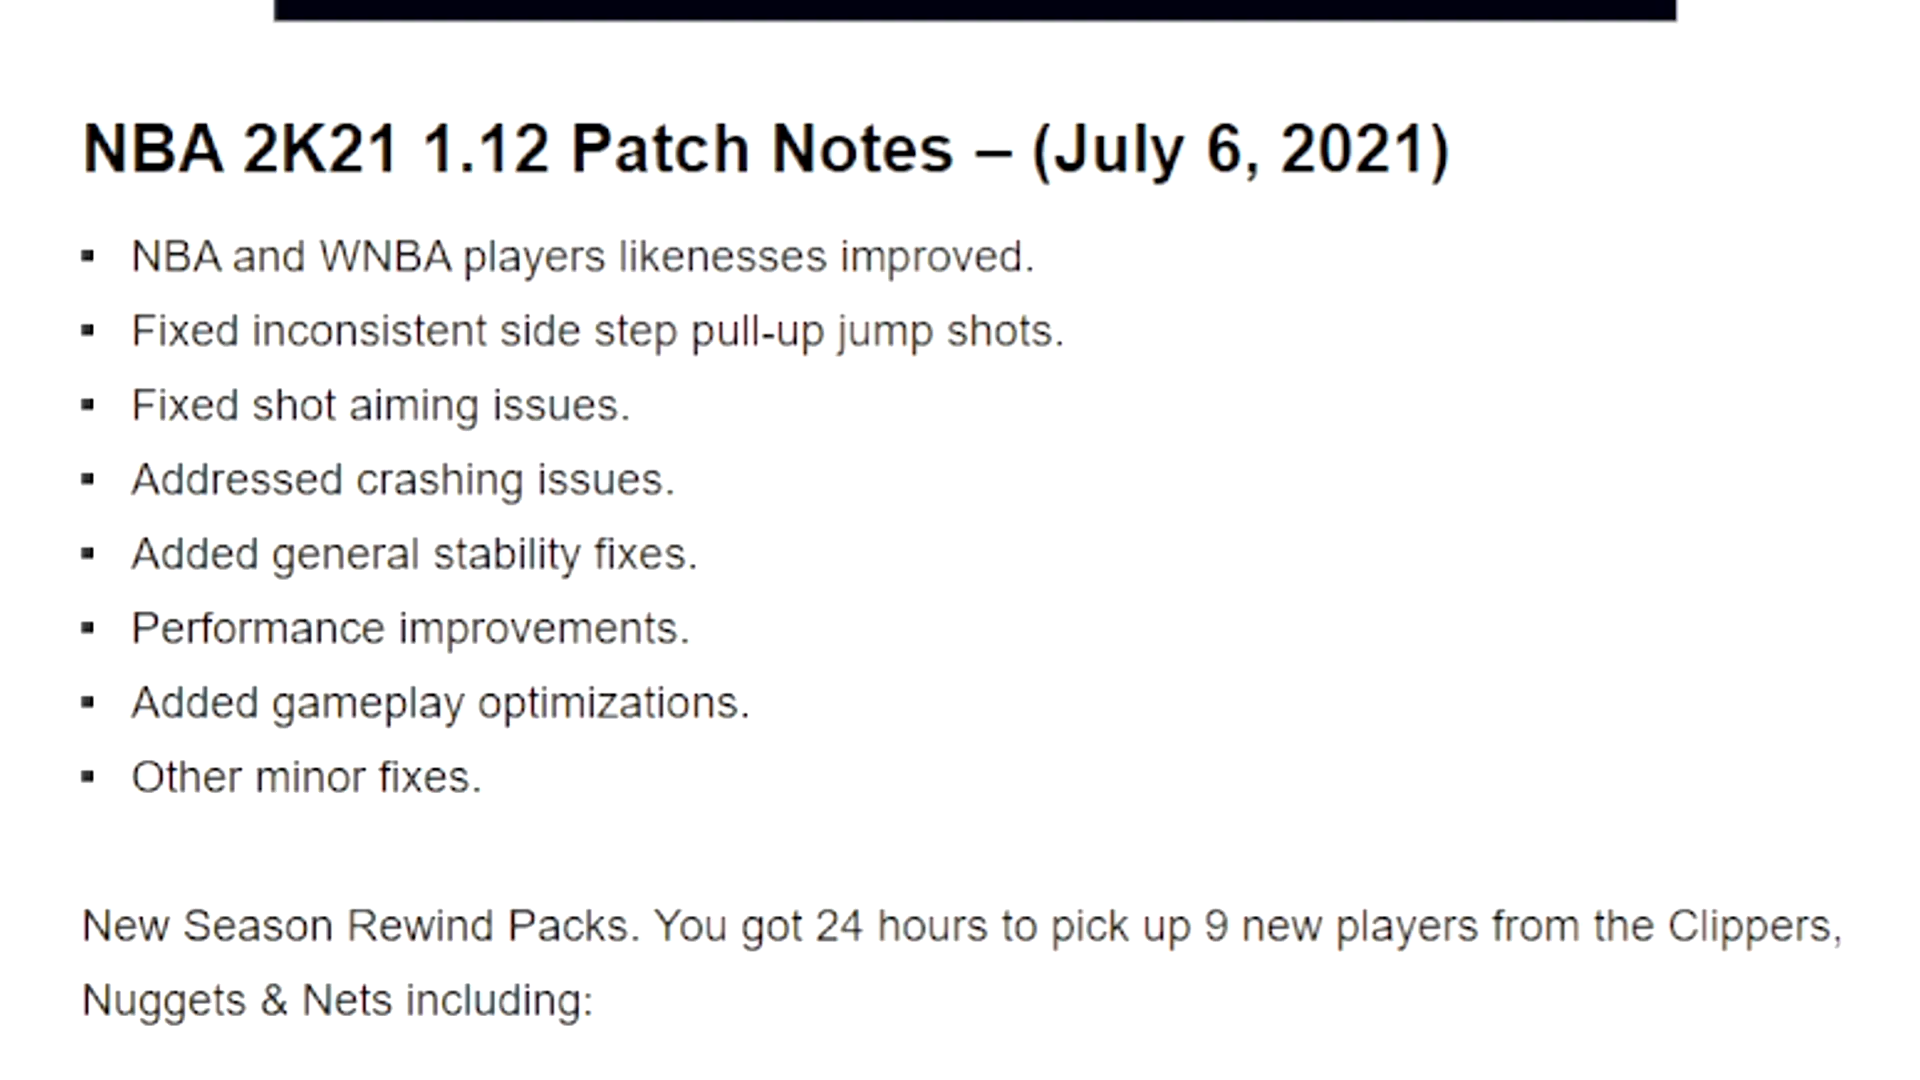 NBA 2K21 1.12 Patch Notes – (July 6, 2021)
▪ NBA and WNBA players likenesses improved.
▪ Fixed inconsistent side step pull-up jump shots.
▪ Fixed shot aiming issues.
▪ Addressed crashing issues.
▪ Added general stability fixes.
▪ Performance improvements.
▪ Added gameplay optimizations.
▪ Other minor fixes.
New Season Rewind Packs. You got 24 hours to pick up 9 new players from the Clippers,
Nuggets & Nets including: